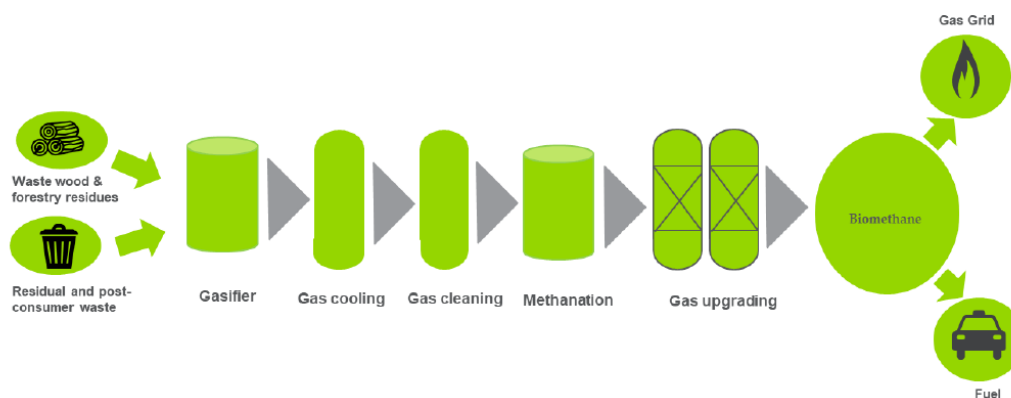 Gas Grid
Waste wood &
forestry residues
Residual and post-
consumer waste
Gasifier
Gas cooling
Gas cleaning
Methanation
Gas upgrading
Biomethane
Fuel